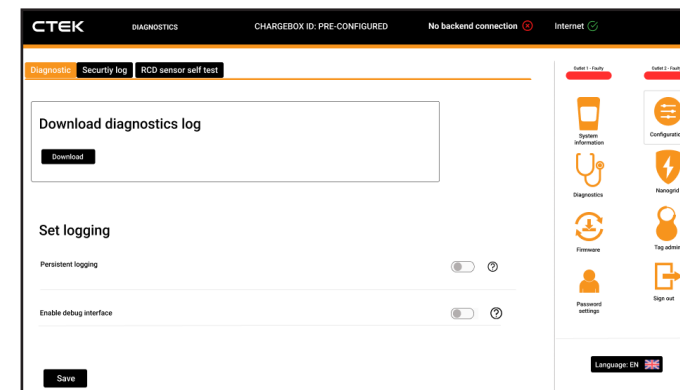 CTEK
DIAGNOSTICS
CHARGEBOX ID: PRE-CONFIGURED
No backend connection
Internet
Diagnostic
Securtiy log
RCD sensor self test
Outlet 1 - Faulty
Outlet 2 - Fault
Download diagnostics log
Download
System
Information
Configuratio
Diagnostics
Nanogrid
Set logging
Persistent logging
Firmware
Tag admin
Enable debug interface
Password
settings
Sign out
Save
Language: EN